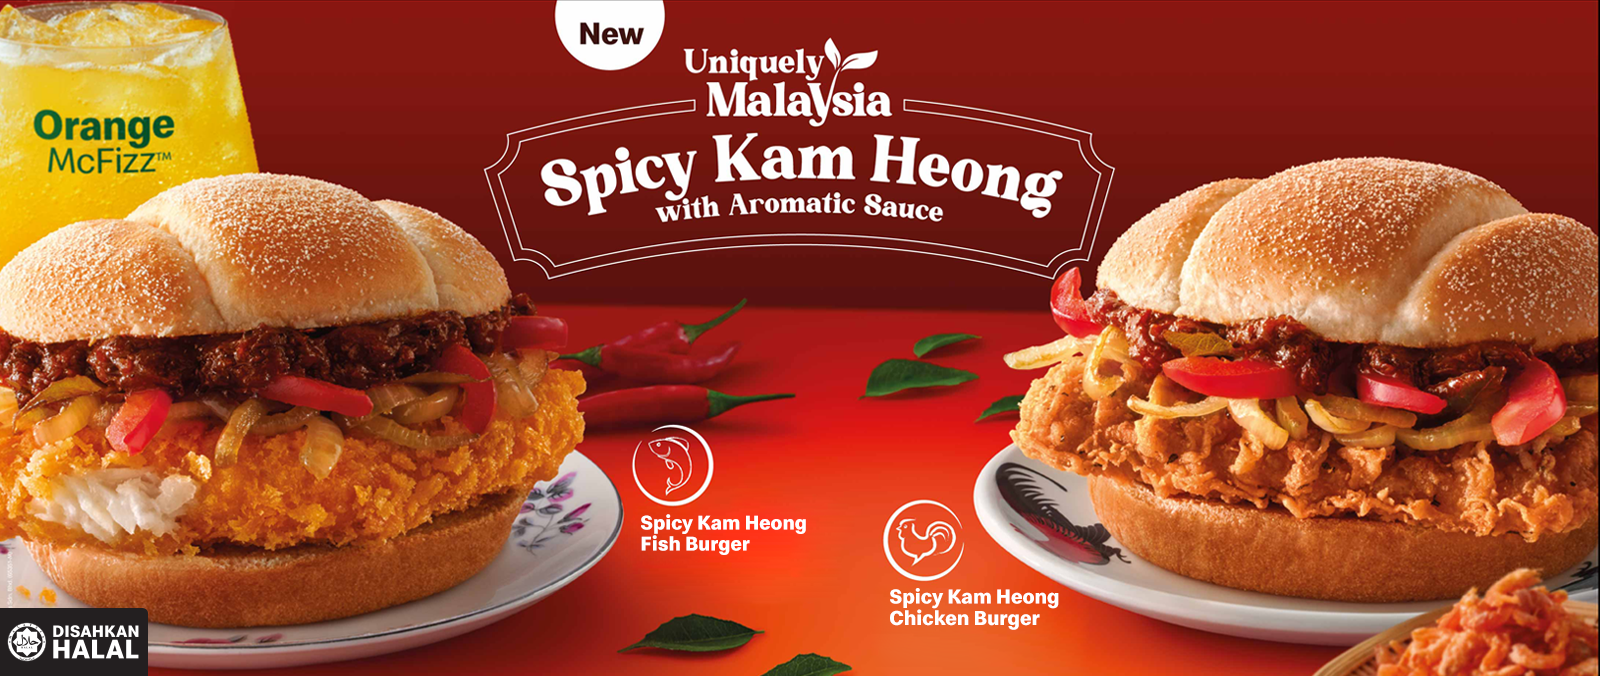 New
Uniquely
Malaysia
Spicy Kam Heong
with Aromatic Sauce
Orange
McFizz™
Spicy Kam Heong
Fish Burger
Spicy Kam Heong
Chicken Burger
DISAHKAN
HALAL